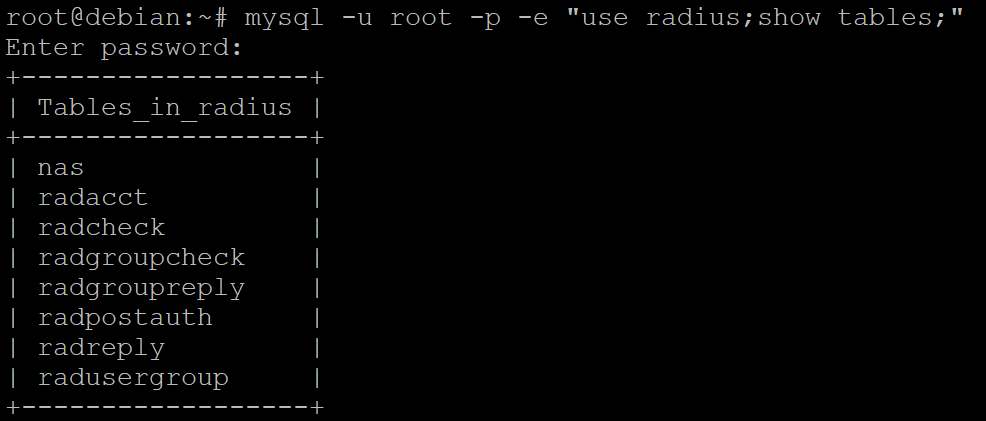 root@debian:~# mysql -u root -p -e "use radius;show tables;"
Enter password:
+------------------+
| Tables_in_radius |
+------------------+
| nas              |
| radacct          |
| radcheck         |
| radgroupcheck    |
| radgroupreply    |
| radpostauth      |
| radreply         |
| radusergroup     |
+------------------+